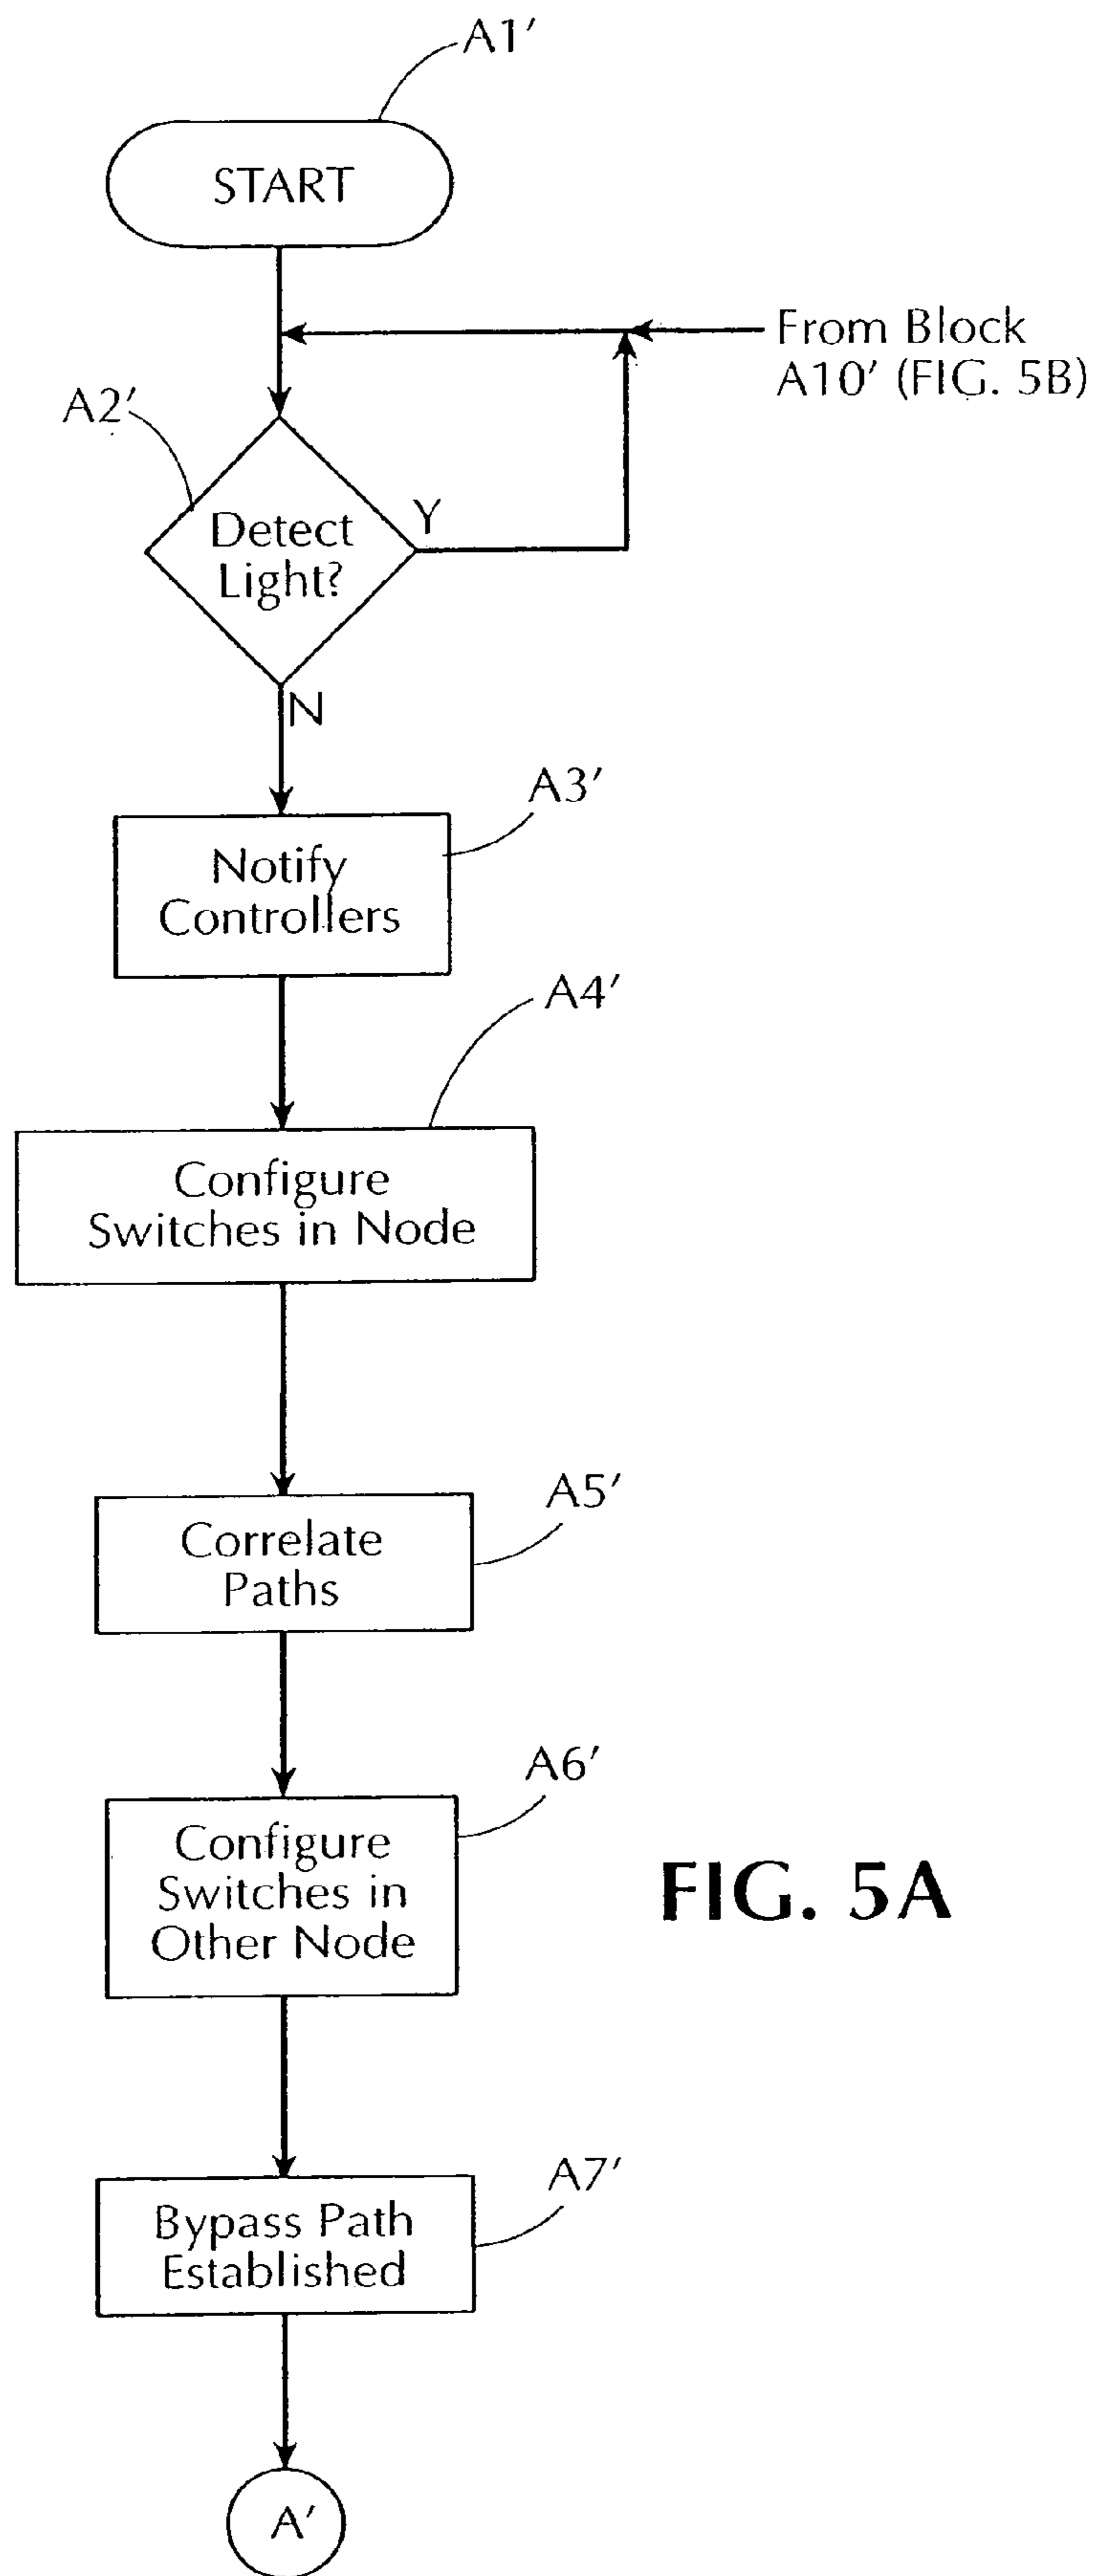 A1'
START
From Block
A10' (FIG. 5B)
A2'
Detect
Light?
Y
N
A3'
Notify
Controllers
A4'
Configure
Switches in Node
A5'
Correlate
Paths
A6'
Configure
Switches in
Other Node
FIG. 5A
A7'
Bypass Path
Established
A'